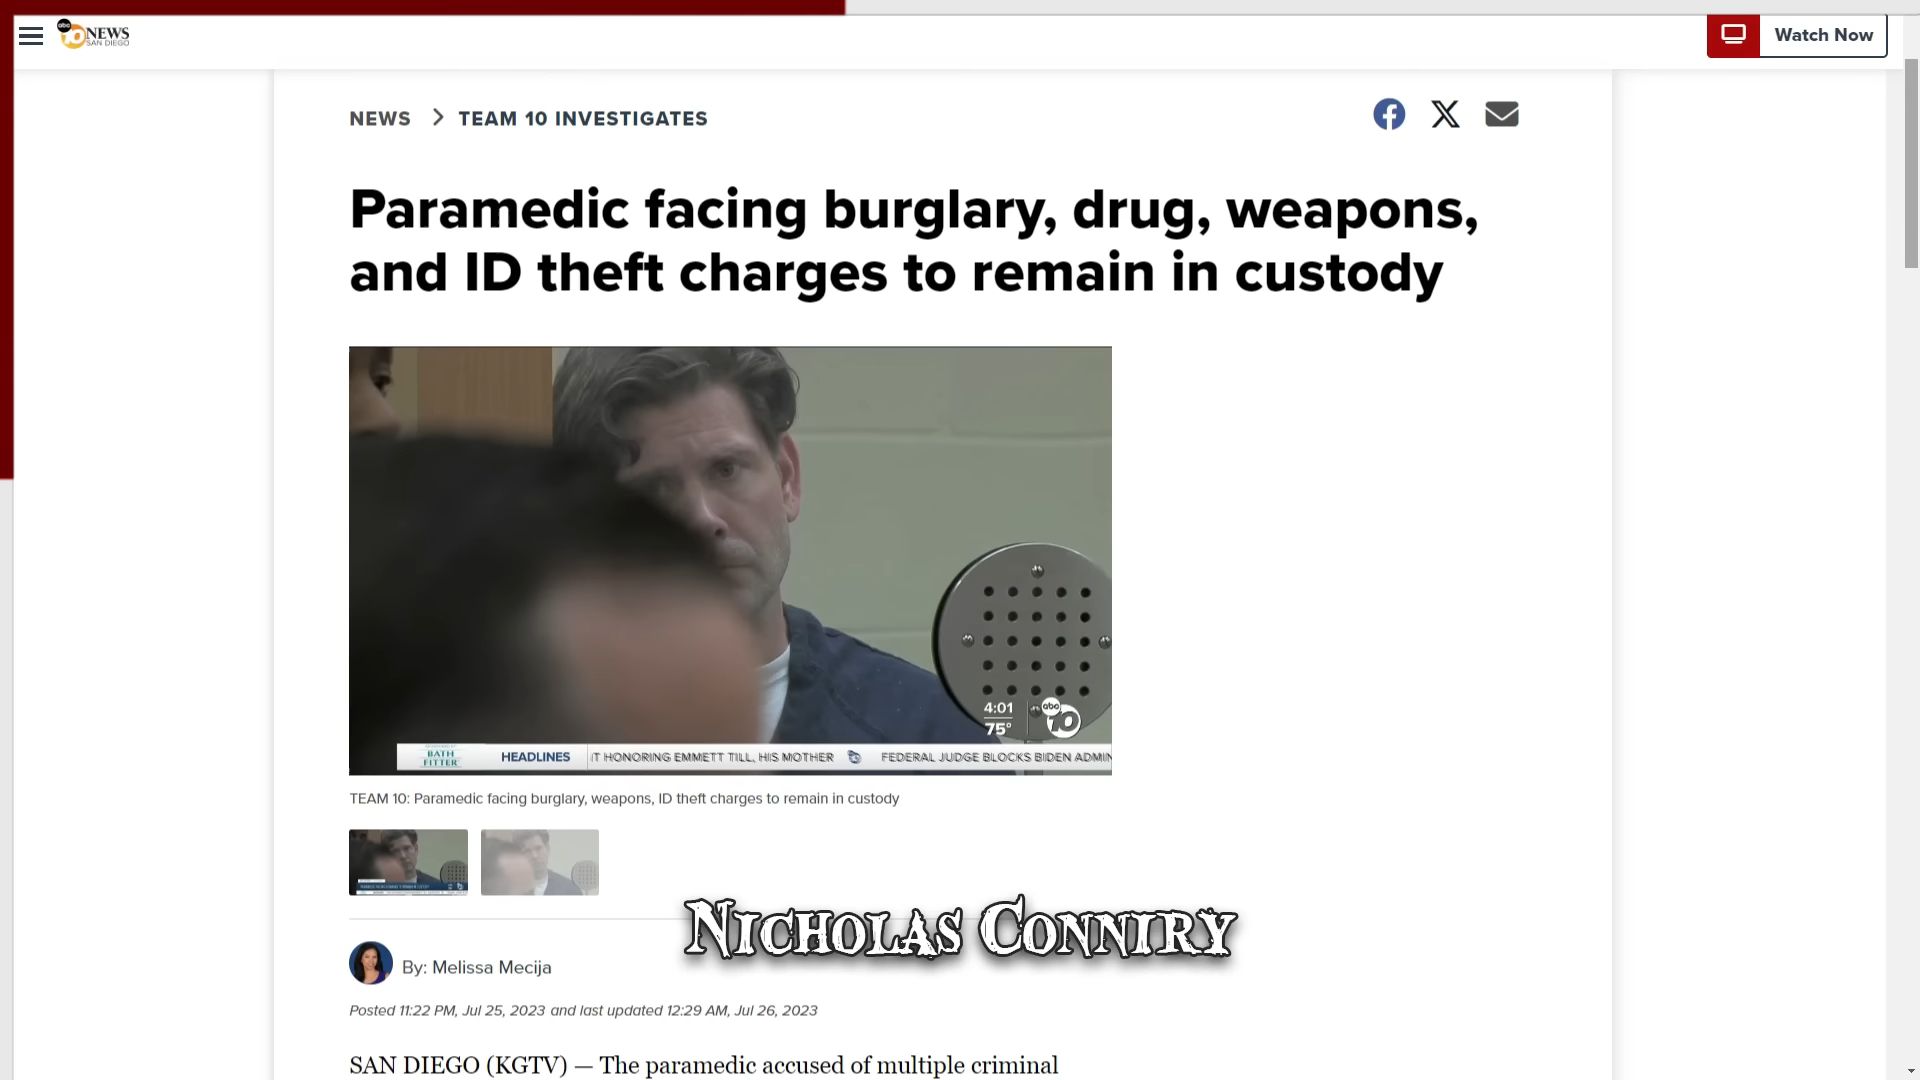 abc
10 NEWS
SAN DIEGO
Watch Now
NEWS > TEAM 10 INVESTIGATES
Paramedic facing burglary, drug, weapons,
and ID theft charges to remain in custody
4:01
75°
abc
10
BATH
FITTER
HEADLINES
IT HONORING EMMETT TILL, HIS MOTHER
FEDERAL JUDGE BLOCKS BIDEN ADMIN
TEAM 10: Paramedic facing burglary, weapons, ID theft charges to remain in custody
Nicholas Conniry
By: Melissa Mecija
Posted 11:22 PM, Jul 25, 2023 and last updated 12:29 AM, Jul 26, 2023
SAN DIEGO (KGTV) — The paramedic accused of multiple criminal